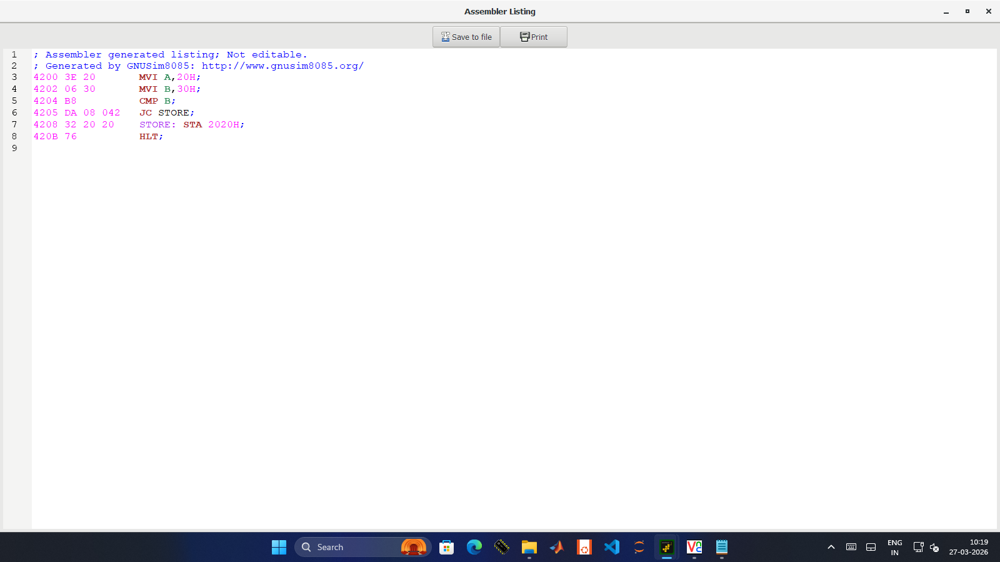 Assembler Listing
Save to file
Print
1 ; Assembler generated listing; Not editable.
2 ; Generated by GNUSim8085: http://www.gnusim8085.org/
3 4200 3E 20 MVI A,20H;
4 4202 06 30 MVI B,30H;
5 4204 B8 CMP B;
6 4205 DA 08 042 JC STORE;
7 4208 32 20 20 STORE: STA 2020H;
8 420B 76 HLT;
9
Search
ENG
IN
10:19
27-03-2026